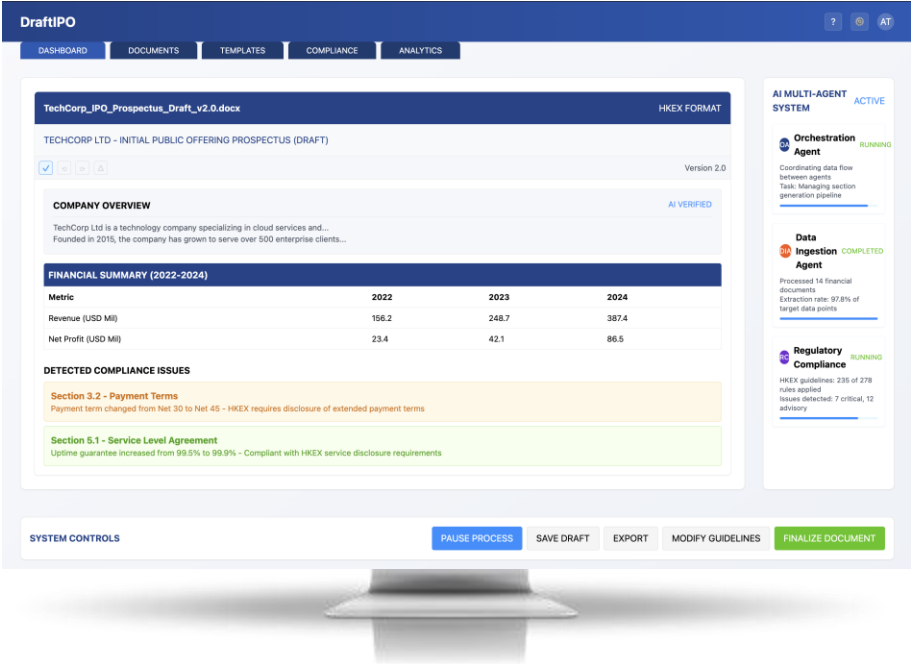 DraftIPO
?
AT
DASHBOARD
DOCUMENTS
TEMPLATES
COMPLIANCE
ANALYTICS
TechCorp_IPO_Prospectus_Draft_v2.0.docx
HKEX FORMAT
TECHCORP LTD - INITIAL PUBLIC OFFERING PROSPECTUS (DRAFT)
Version 2.0
COMPANY OVERVIEW
AI VERIFIED
TechCorp Ltd is a technology company specializing in cloud services and...
Founded in 2015, the company has grown to serve over 500 enterprise clients...
FINANCIAL SUMMARY (2022-2024)
Metric 2022 2023 2024
Revenue (USD Mil) 156.2 248.7 387.4
Net Profit (USD Mil) 23.4 42.1 86.5
DETECTED COMPLIANCE ISSUES
Section 3.2 - Payment Terms
Payment term changed from Net 30 to Net 45 - HKEX requires disclosure of extended payment terms
Section 5.1 - Service Level Agreement
Uptime guarantee increased from 99.5% to 99.9% - Compliant with HKEX service disclosure requirements
AI MULTI-AGENT
SYSTEM
ACTIVE
OA
Orchestration
Agent
RUNNING
Coordinating data flow
between agents
Task: Managing section
generation pipeline
DIA
Data
Ingestion
Agent
COMPLETED
Processed 14 financial
documents
Extraction rate: 97.8% of
target data points
RC
Regulatory
Compliance
RUNNING
HKEX guidelines: 235 of 278
rules applied
Issues detected: 7 critical, 12
advisory
SYSTEM CONTROLS
PAUSE PROCESS
SAVE DRAFT
EXPORT
MODIFY GUIDELINES
FINALIZE DOCUMENT